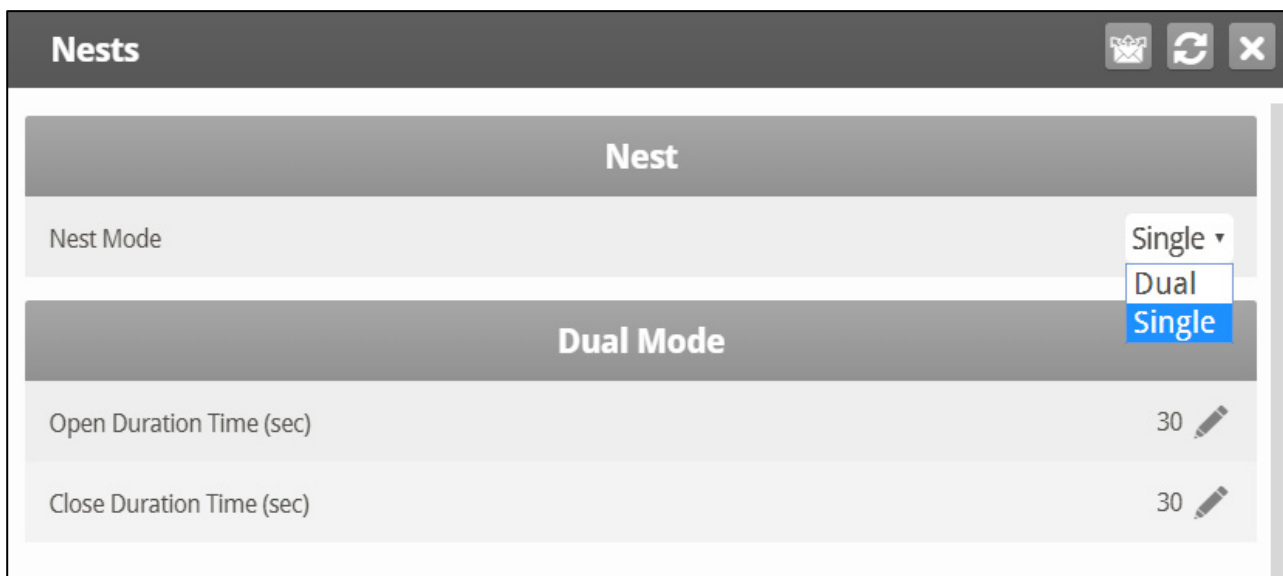 Nests
Nest
Nest Mode
Single
Dual
Single
Dual Mode
Open Duration Time (sec)
30
Close Duration Time (sec)
30